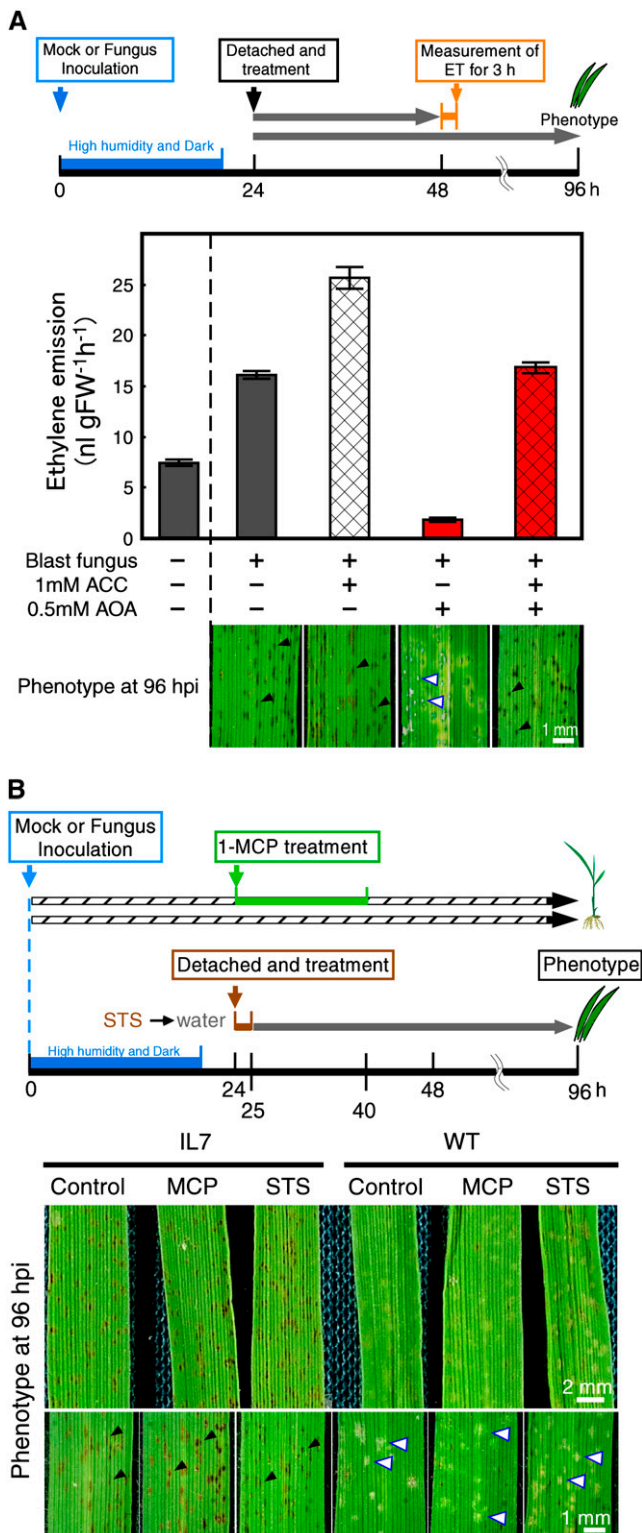 A
Mock or Fungus
Inoculation
Detached and
treatment
Measurement of
ET for 3 h
Phenotype
High humidity and Dark
0
24
48
96 h
Ethylene emission
(nl gFW⁻¹h⁻¹)
25
20
15
10
5
0
Blast fungus − + + + +
1mM ACC − − + − +
0.5mM AOA − − − + +
Phenotype at 96 hpi
1 mm
B
Mock or Fungus
Inoculation
1-MCP treatment
Detached and treatment
Phenotype
STS water
High humidity and Dark
0
24
25
40
48
96 h
IL7 WT
Control MCP STS Control MCP STS
Phenotype at 96 hpi
2 mm
1 mm